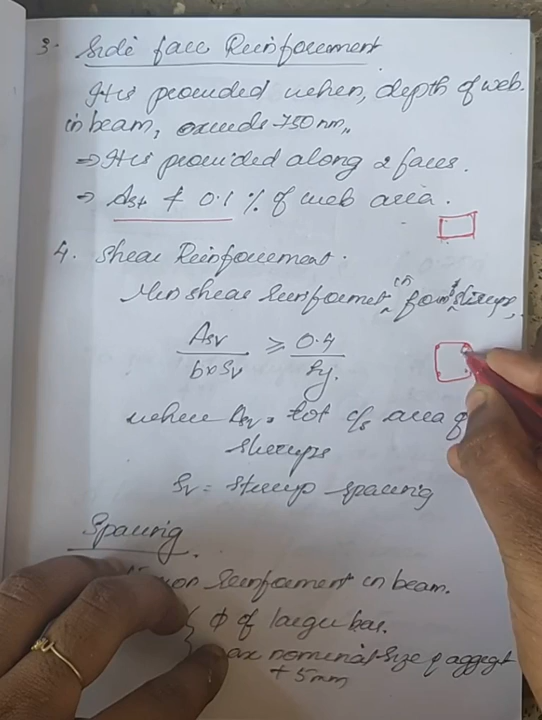 3. Side face Reinforcement
It is provided when, depth of web.
in beam, exceeds 750 mm,,
⇒ It is provided along 2 faces.
⇒ Ast ≮ 0.1 % of web area.
4. Shear Reinforcement.
Min shear reinforcement, in form of stirrups,
Asv / b x Sv ≥ 0.4 / fy.
where Asv = tot c/s area of
stirrups
Sv = stirrup spacing
Spacing
reinforcement in beam.
{ φ of larger bar.
nominal size of aggregt
+ 5mm